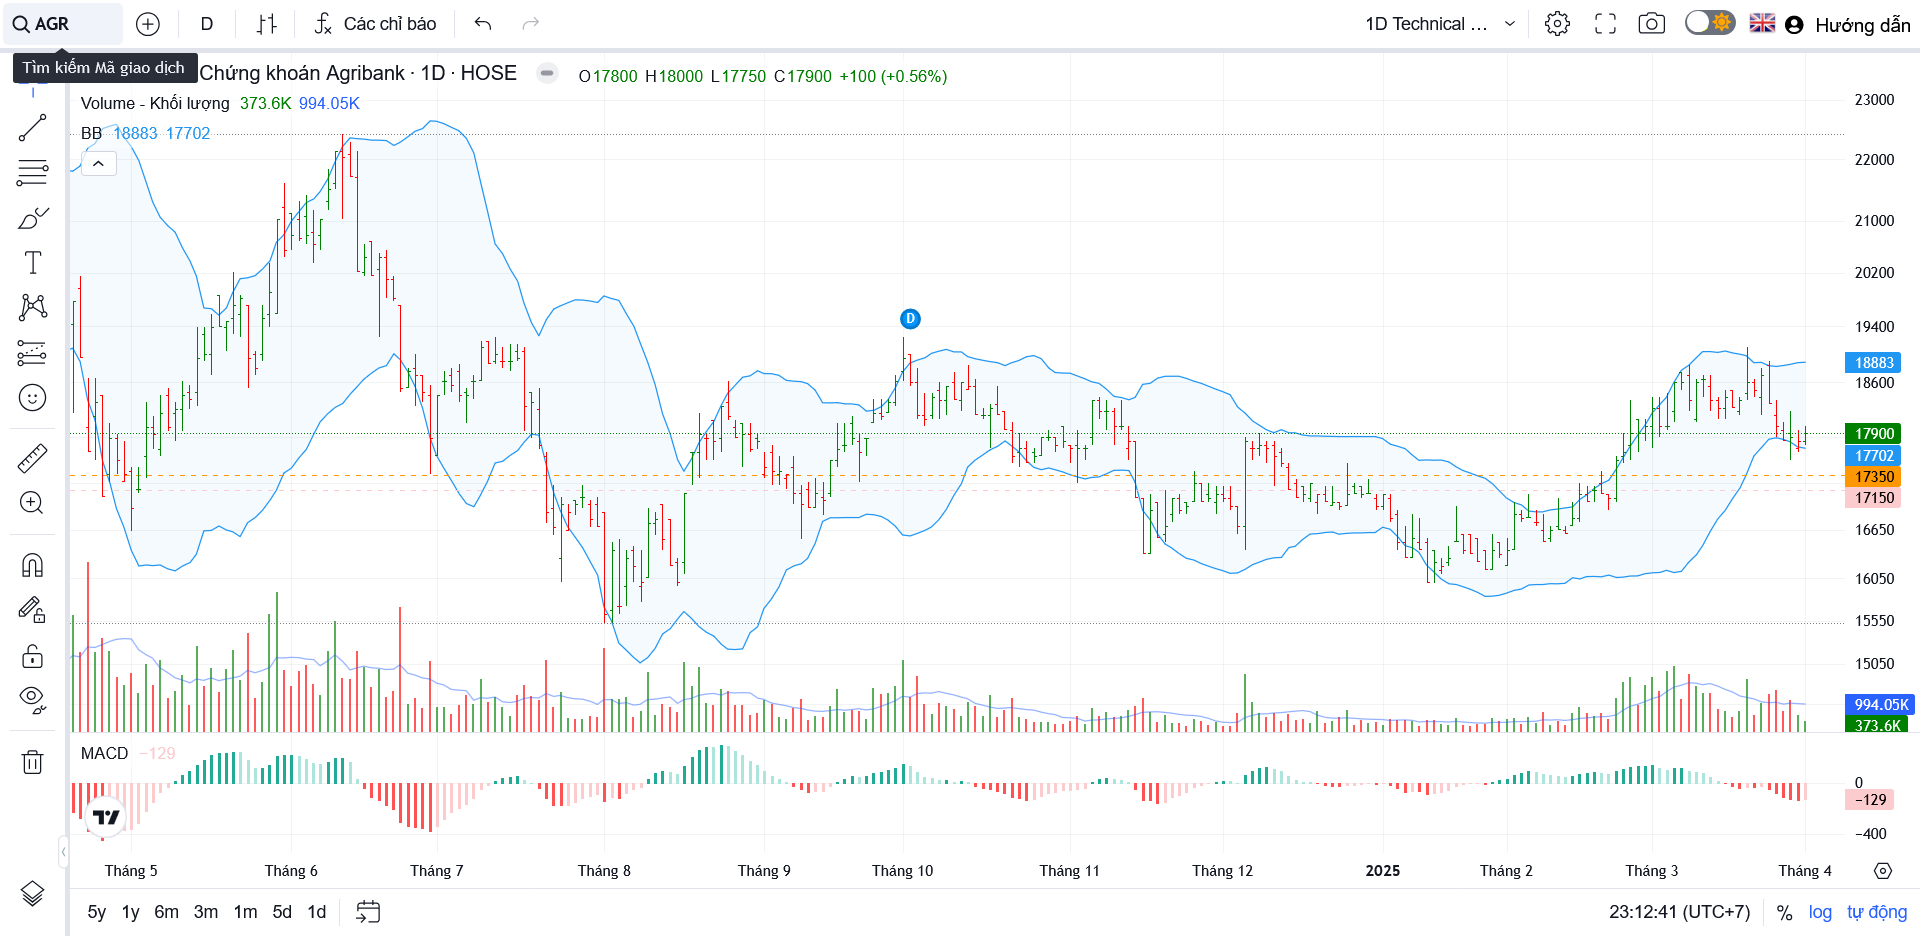 AGR
D
Các chỉ báo
1D Technical ...
Hướng dẫn
Tìm kiếm Mã giao dịch
Chứng khoán Agribank · 1D · HOSE
O17800 H18000 L17750 C17900 +100 (+0.56%)
Volume - Khối lượng 373.6K 994.05K
BB 18883 17702
D
23000
22000
21000
20200
19400
18883
18600
17900
17702
17350
17150
16650
16050
15550
15050
994.05K
373.6K
MACD −129
0
−129
−400
Tháng 5
Tháng 6
Tháng 7
Tháng 8
Tháng 9
Tháng 10
Tháng 11
Tháng 12
2025
Tháng 2
Tháng 3
Tháng 4
5y 1y 6m 3m 1m 5d 1d
23:12:41 (UTC+7)
%
log
tự động